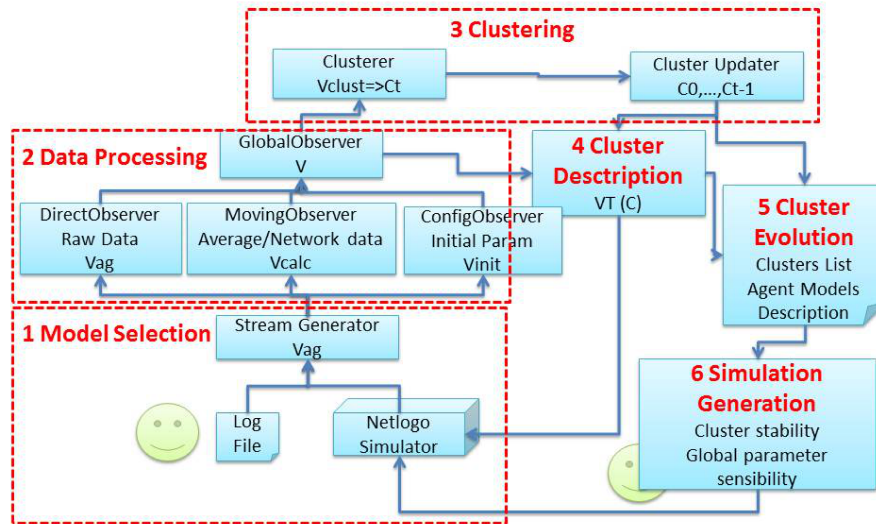 3 Clustering
Clusterer
Vclust=>Ct
Cluster Updater
C0,...,Ct-1
2 Data Processing
GlobalObserver
V
4 Cluster
Desctription
VT (C)
DirectObserver
Raw Data
Vag
MovingObserver
Average/Network data
Vcalc
ConfigObserver
Initial Param
Vinit
5 Cluster
Evolution
Clusters List
Agent Models
Description
1 Model Selection
Stream Generator
Vag
Log
File
Netlogo
Simulator
6 Simulation
Generation
Cluster stability
Global parameter
sensibility